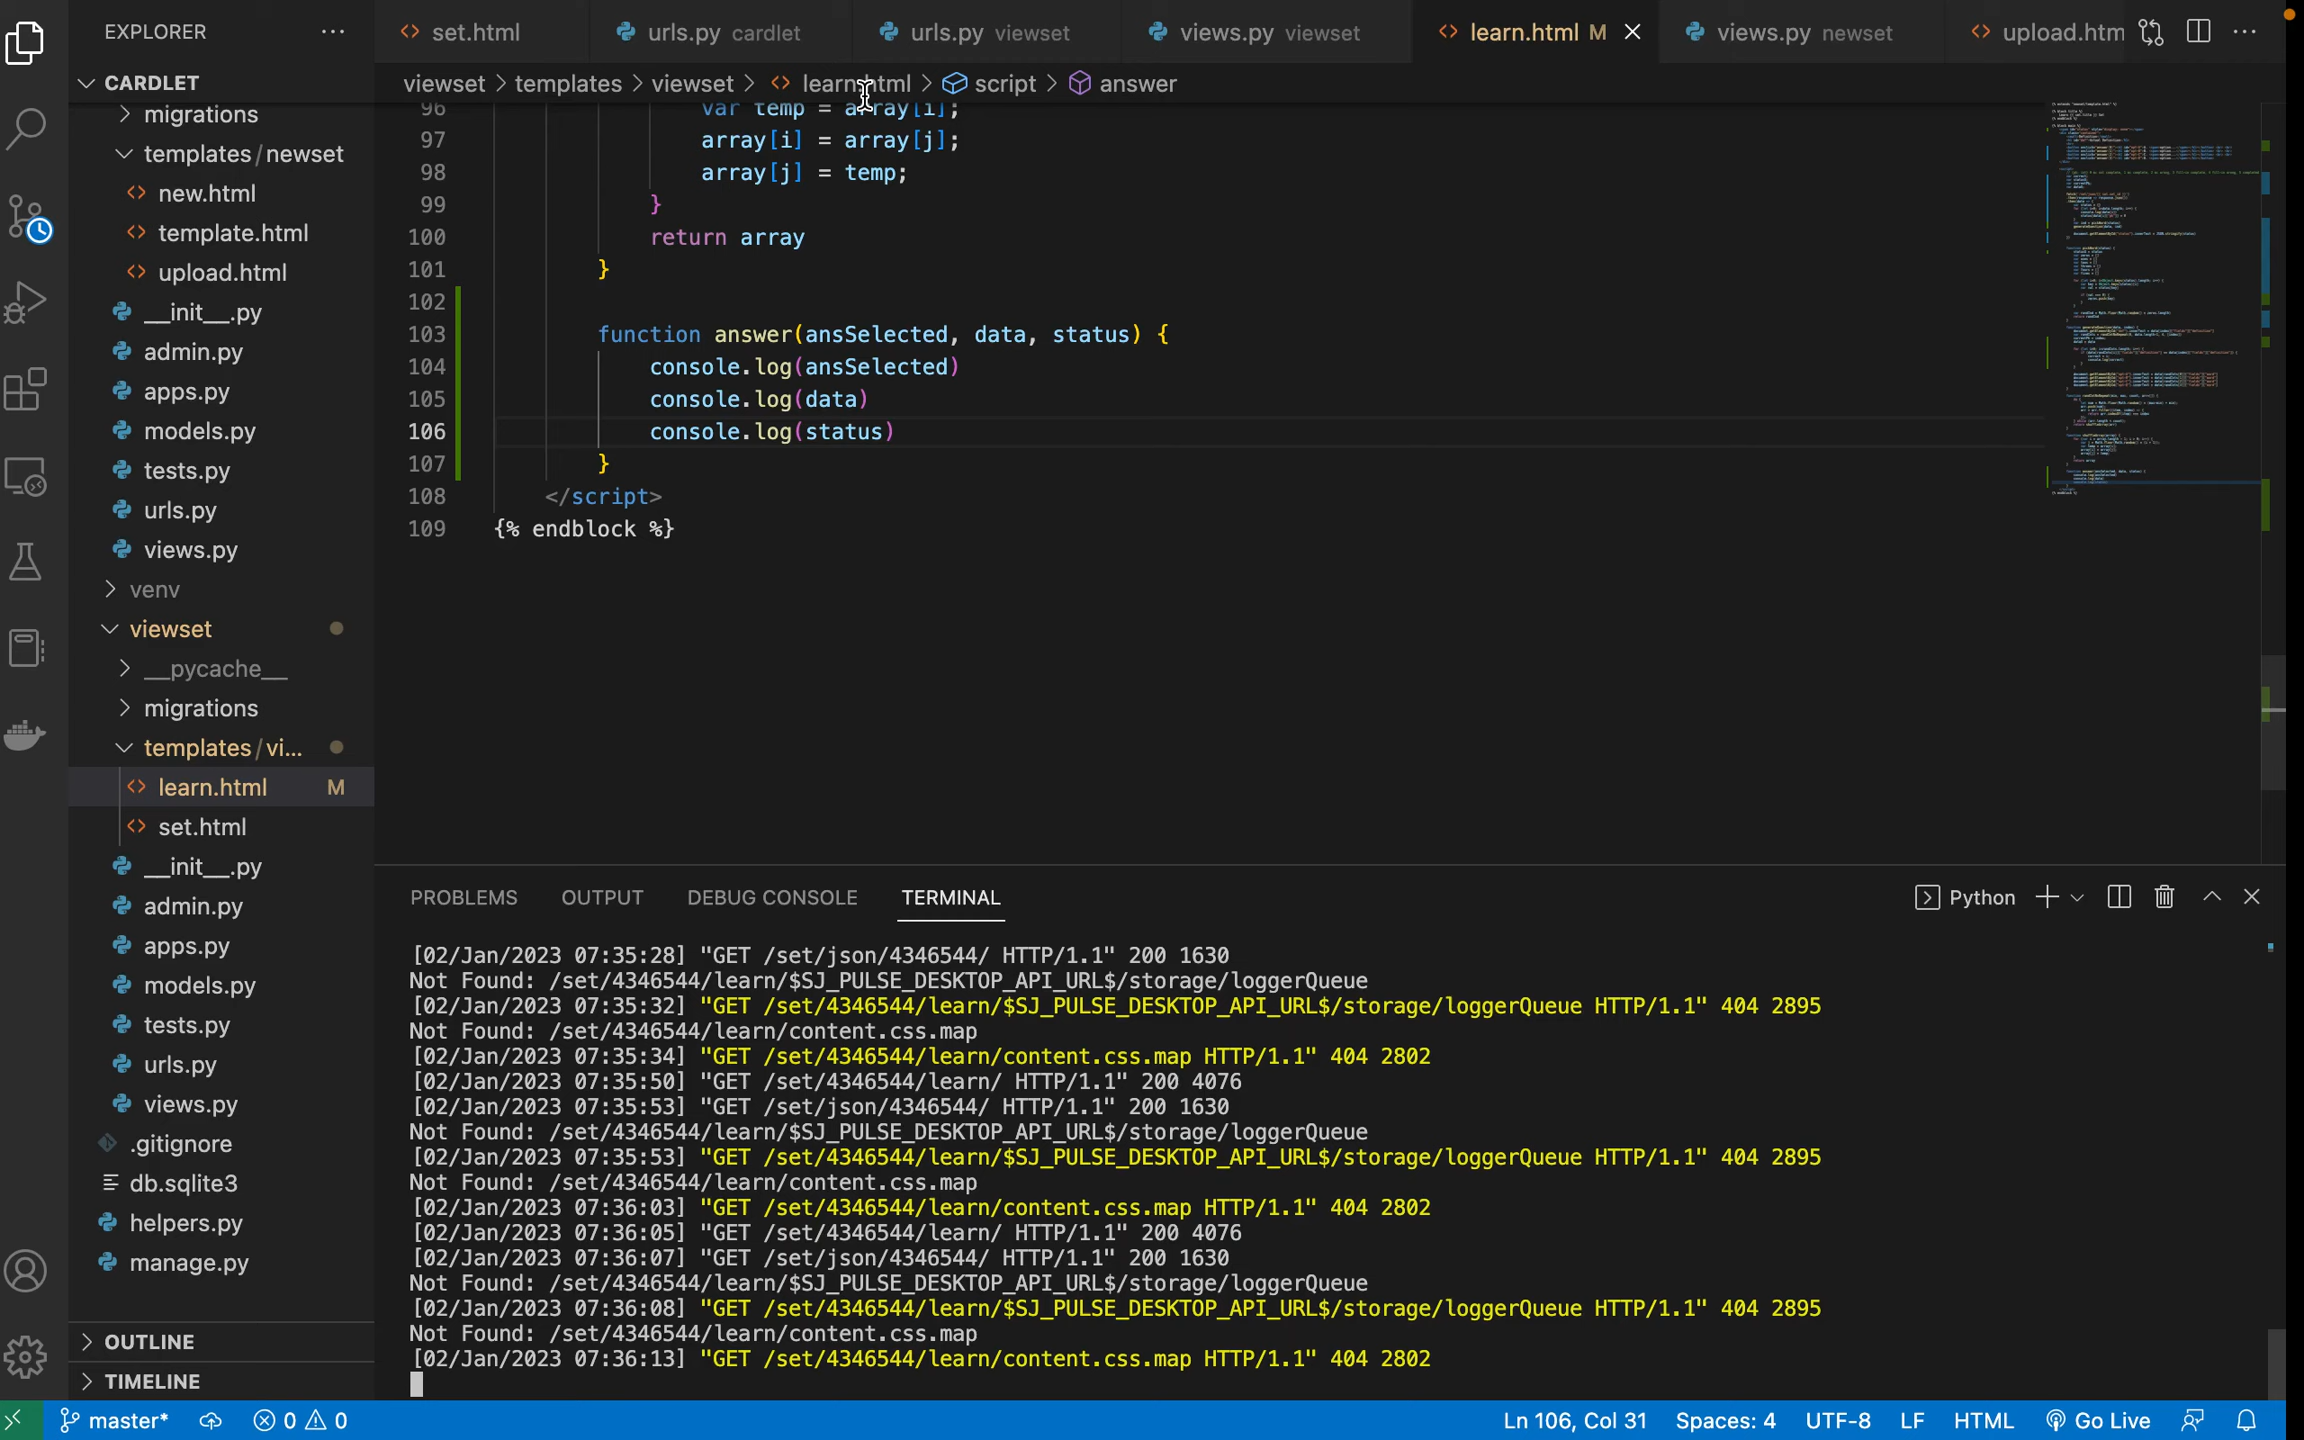 EXPLORER
set.html
urls.py cardlet
urls.py viewset
views.py viewset
learn.html M
views.py newset
upload.htm
CARDLET
viewset > templates > viewset > learn.html > script > answer
migrations
templates/newset
new.html
template.html
upload.html
__init__.py
admin.py
apps.py
models.py
tests.py
urls.py
views.py
venv
viewset
__pycache__
migrations
templates/vi...
learn.html M
set.html
__init__.py
admin.py
apps.py
models.py
tests.py
urls.py
views.py
.gitignore
db.sqlite3
helpers.py
manage.py
OUTLINE
TIMELINE
96 var temp = array[i];
97 array[i] = array[j];
98 array[j] = temp;
99 }
100 return array
101 }
102
103 function answer(ansSelected, data, status) {
104 console.log(ansSelected)
105 console.log(data)
106 console.log(status)
107 }
108 </script>
109 {% endblock %}
PROBLEMS OUTPUT DEBUG CONSOLE TERMINAL
Python
[02/Jan/2023 07:35:28] "GET /set/json/4346544/ HTTP/1.1" 200 1630
Not Found: /set/4346544/learn/$SJ_PULSE_DESKTOP_API_URL$/storage/loggerQueue
[02/Jan/2023 07:35:32] "GET /set/4346544/learn/$SJ_PULSE_DESKTOP_API_URL$/storage/loggerQueue HTTP/1.1" 404 2895
Not Found: /set/4346544/learn/content.css.map
[02/Jan/2023 07:35:34] "GET /set/4346544/learn/content.css.map HTTP/1.1" 404 2802
[02/Jan/2023 07:35:50] "GET /set/4346544/learn/ HTTP/1.1" 200 4076
[02/Jan/2023 07:35:53] "GET /set/json/4346544/ HTTP/1.1" 200 1630
Not Found: /set/4346544/learn/$SJ_PULSE_DESKTOP_API_URL$/storage/loggerQueue
[02/Jan/2023 07:35:53] "GET /set/4346544/learn/$SJ_PULSE_DESKTOP_API_URL$/storage/loggerQueue HTTP/1.1" 404 2895
Not Found: /set/4346544/learn/content.css.map
[02/Jan/2023 07:36:03] "GET /set/4346544/learn/content.css.map HTTP/1.1" 404 2802
[02/Jan/2023 07:36:05] "GET /set/4346544/learn/ HTTP/1.1" 200 4076
[02/Jan/2023 07:36:07] "GET /set/json/4346544/ HTTP/1.1" 200 1630
Not Found: /set/4346544/learn/$SJ_PULSE_DESKTOP_API_URL$/storage/loggerQueue
[02/Jan/2023 07:36:08] "GET /set/4346544/learn/$SJ_PULSE_DESKTOP_API_URL$/storage/loggerQueue HTTP/1.1" 404 2895
Not Found: /set/4346544/learn/content.css.map
[02/Jan/2023 07:36:13] "GET /set/4346544/learn/content.css.map HTTP/1.1" 404 2802
master* 0 0 Ln 106, Col 31 Spaces: 4 UTF-8 LF HTML Go Live